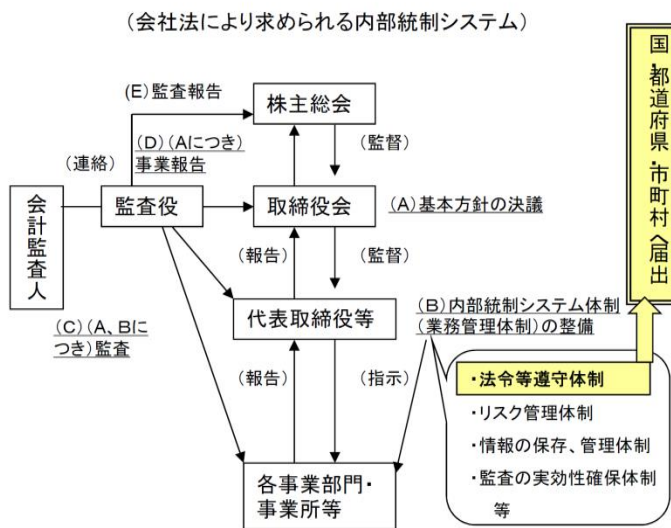 (会社法により求められる内部統制システム)
国・都道府県・市町村へ届出
(E)監査報告
株主総会
(D)(Aにつき)
事業報告
(監督)
(連絡)
会計監査人
監査役
取締役会
(A)基本方針の決議
(報告)
(監督)
(C)(A、Bに
つき)監査
代表取締役等
(B)内部統制システム体制
(業務管理体制)の整備
(報告)
(指示)
・法令等遵守体制
・リスク管理体制
・情報の保存、管理体制
・監査の実効性確保体制
等
各事業部門・
事業所等